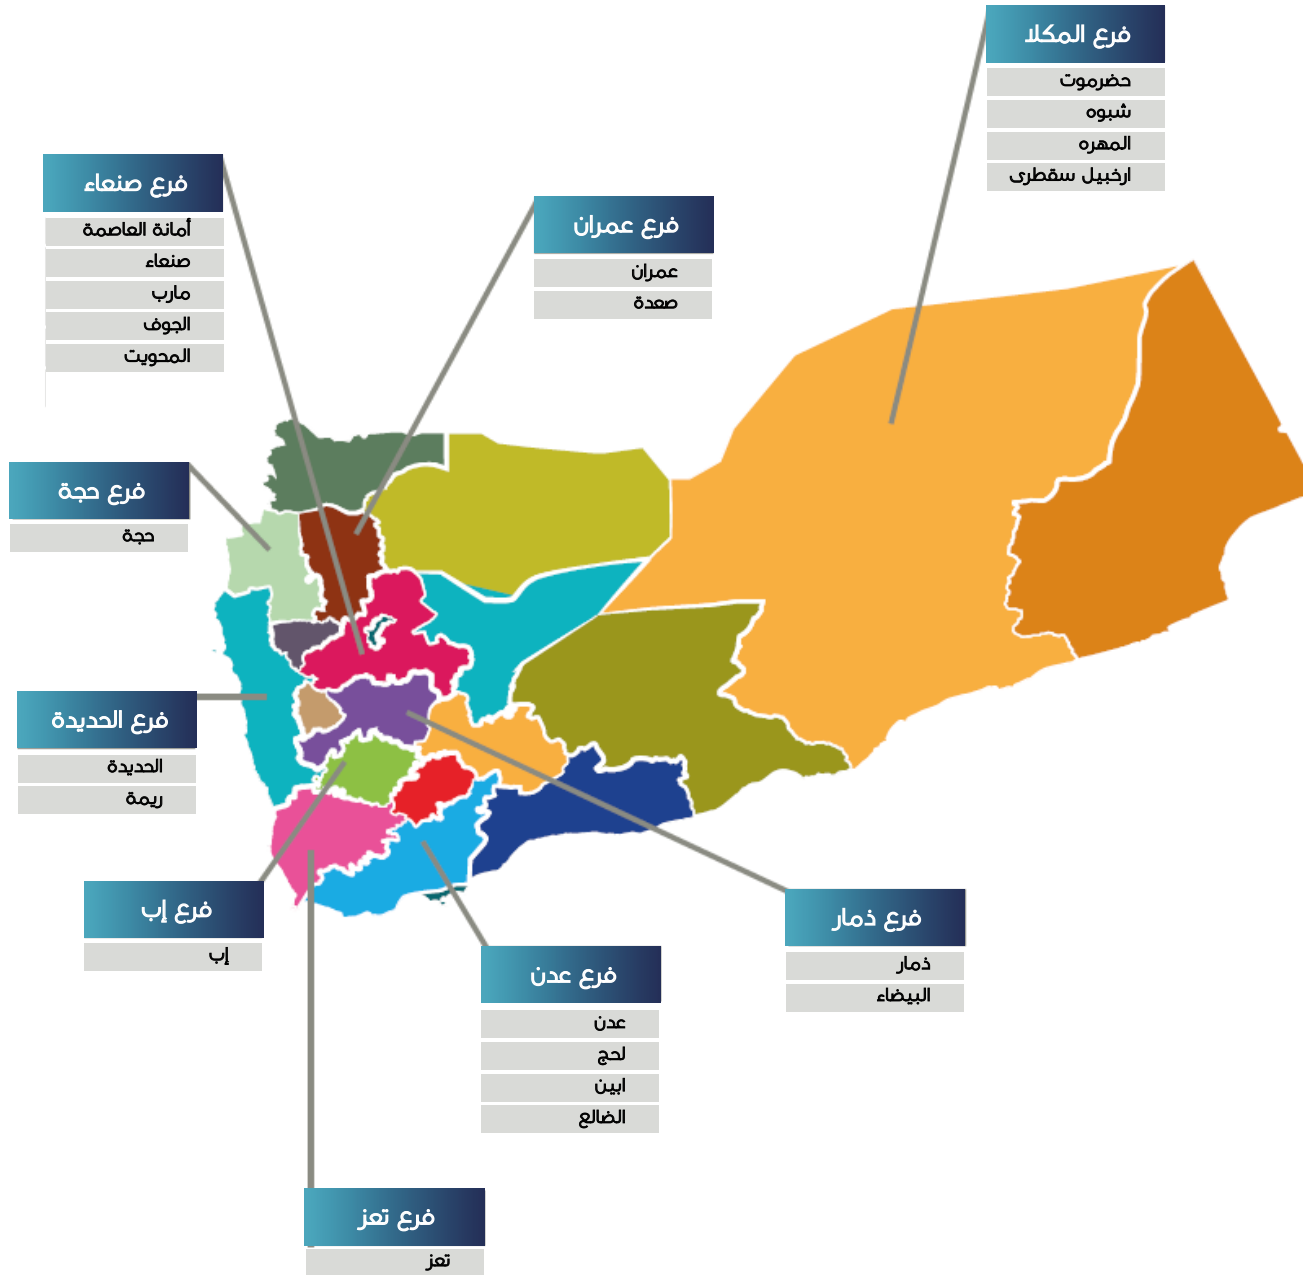 فرع المكلا
حضرموت
شبوه
المهره
ارخبيل سقطرى
فرع صنعاء
أمانة العاصمة
صنعاء
مارب
الجوف
المحويت
فرع عمران
عمران
صعدة
فرع حجة
حجة
فرع الحديدة
الحديدة
ريمة
فرع إب
إب
فرع ذمار
ذمار
البيضاء
فرع عدن
عدن
لحج
ابين
الضالع
فرع تعز
تعز